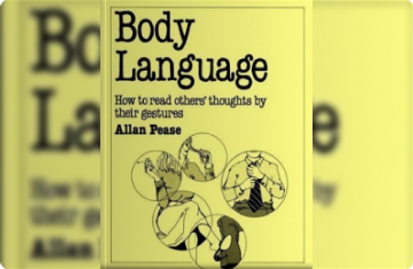 Body
Language
How to read others' thoughts by
their gestures
Allan Pease